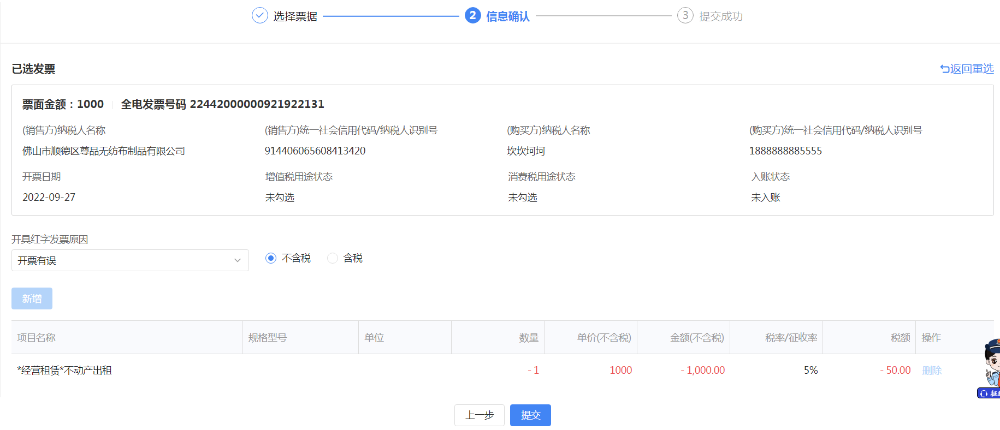 选择票据
2 信息确认
3 提交成功
已选发票
返回重选
票面金额：1000
全电发票号码 22442000000921922131
(销售方)纳税人名称
(销售方)统一社会信用代码/纳税人识别号
(购买方)纳税人名称
(购买方)统一社会信用代码/纳税人识别号
佛山市顺德区尊品无纺布制品有限公司
914406065608413420
坎坎坷坷
1888888885555
开票日期
增值税用途状态
消费税用途状态
入账状态
2022-09-27
未勾选
未勾选
未入账
开具红字发票原因
开票有误
不含税
含税
新增
项目名称
规格型号
单位
数量
单价(不含税)
金额(不含税)
税率/征收率
税额
操作
*经营租赁*不动产出租
- 1
1000
- 1,000.00
5%
- 50.00
删除
上一步
提交